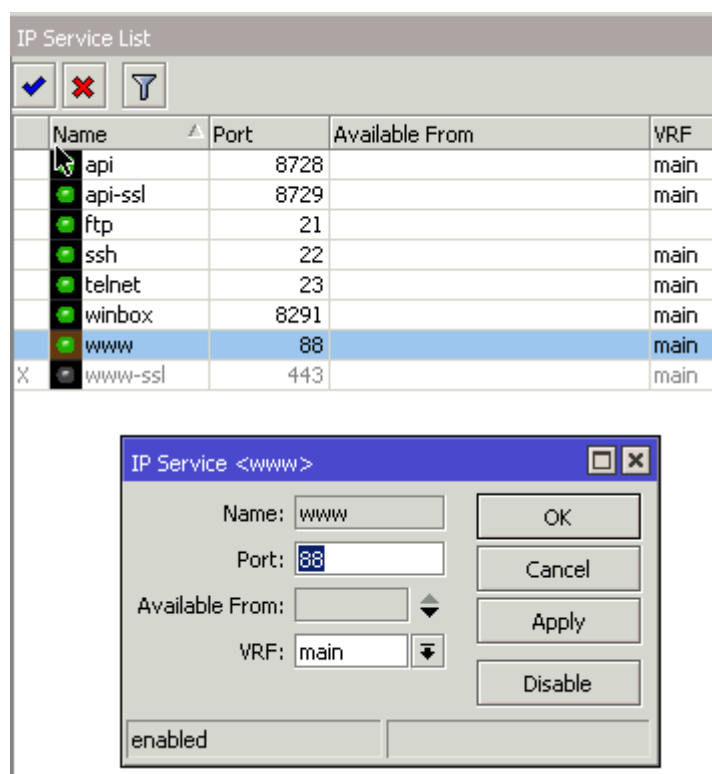 IP Service List
Name Port Available From VRF
api 8728 main
api-ssl 8729 main
ftp 21
ssh 22 main
telnet 23 main
winbox 8291 main
www 88 main
X www-ssl 443 main
IP Service <www>
Name: www OK
Port: 88 Cancel
Available From: Apply
VRF: main
Disable
enabled